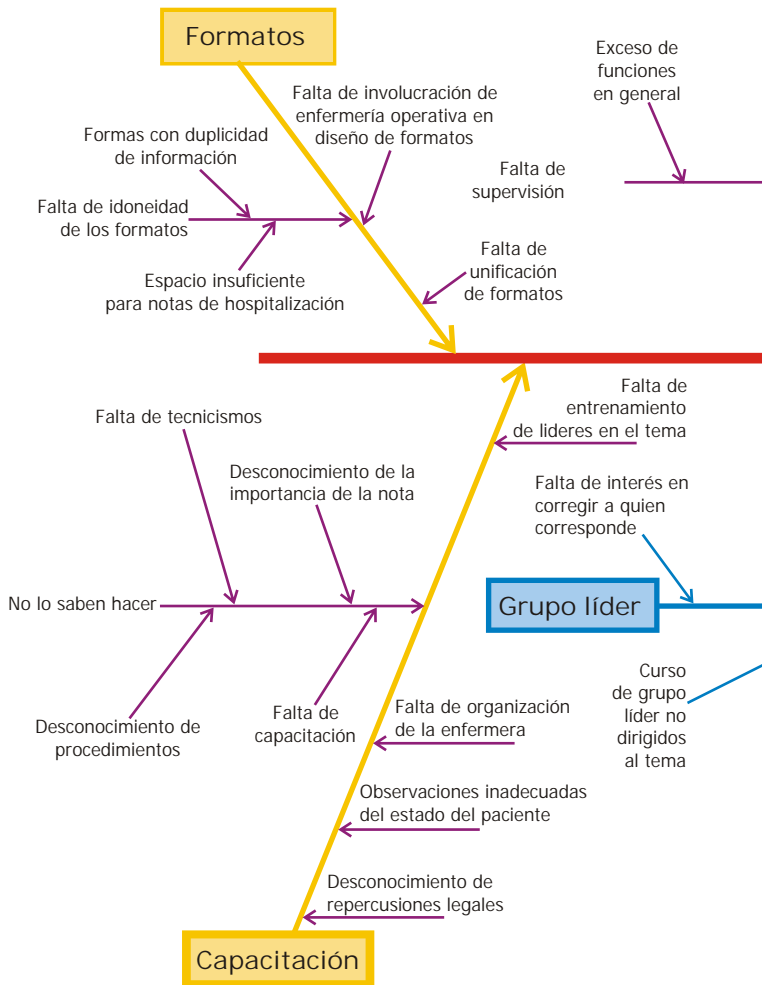 Formatos
Exceso de
funciones
en general
Falta de involucración de
enfermería operativa en
diseño de formatos
Formas con duplicidad
de información
Falta de
supervisión
Falta de idoneidad
de los formatos
Falta de
unificación
de formatos
Espacio insuficiente
para notas de hospitalización
Falta de
entrenamiento
de lideres en el tema
Falta de tecnicismos
Desconocimiento de la
importancia de la nota
Falta de interés en
corregir a quien
corresponde
No lo saben hacer
Grupo líder
Desconocimiento de
procedimientos
Falta de
capacitación
Falta de organización
de la enfermera
Curso
de grupo
líder no
dirigidos
al tema
Observaciones inadecuadas
del estado del paciente
Desconocimiento de
repercusiones legales
Capacitación